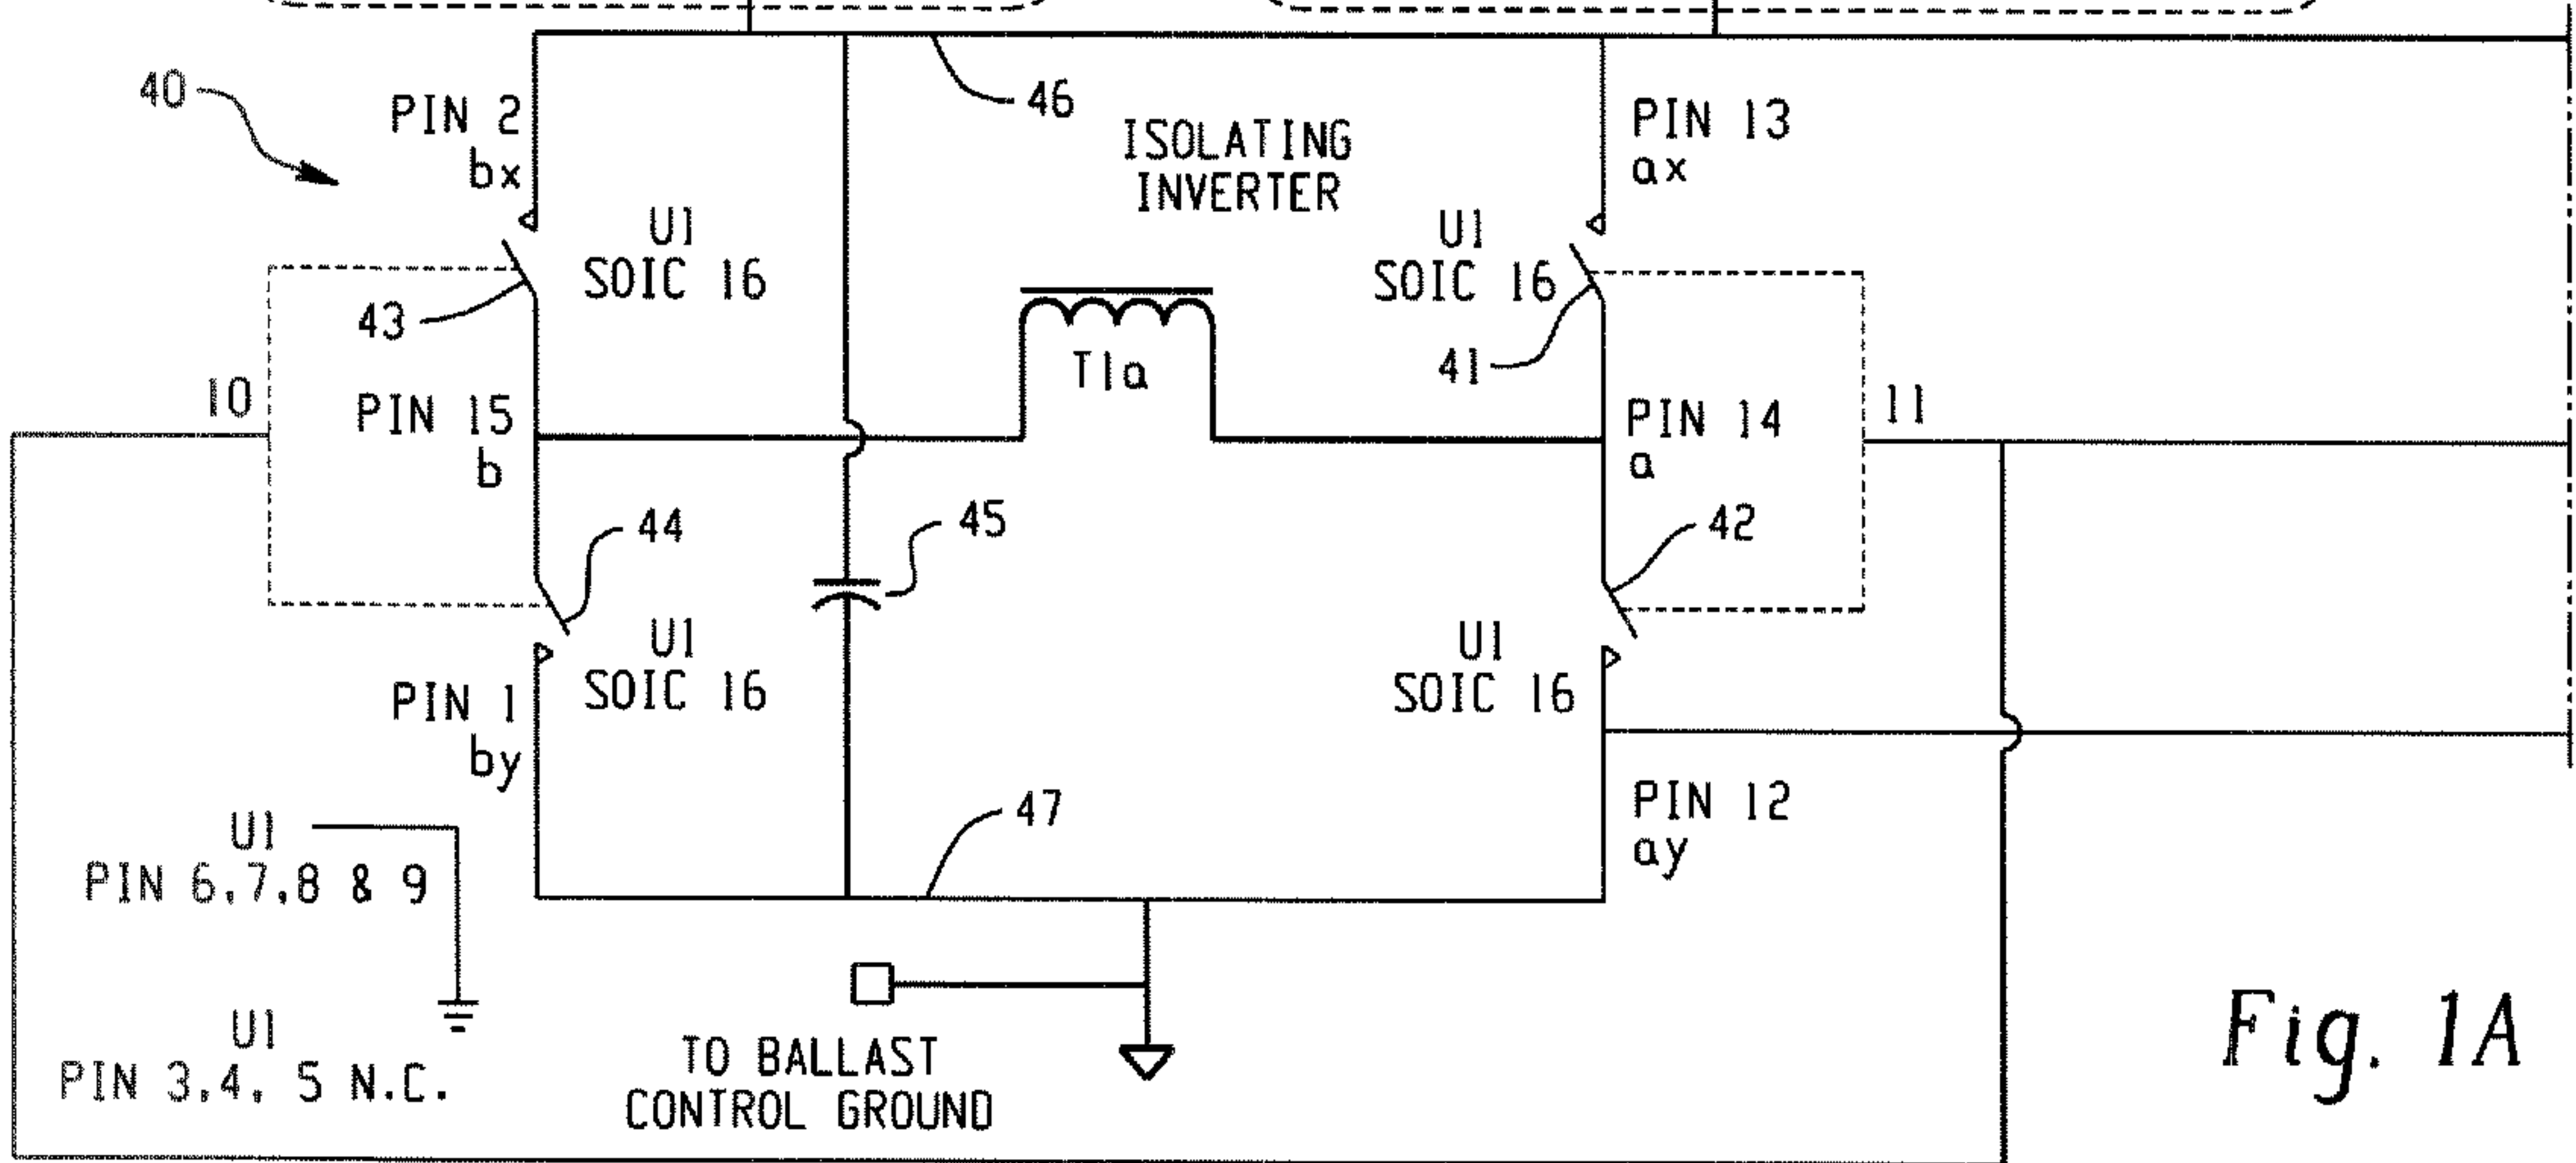 40
PIN 2
bx
46
ISOLATING
INVERTER
PIN 13
ax
U1
SOIC 16
U1
SOIC 16
43
41
T1a
10
PIN 15
b
PIN 14
a
11
44
45
42
U1
SOIC 16
U1
SOIC 16
PIN 1
by
47
PIN 12
ay
U1
PIN 6,7,8 & 9
U1
PIN 3,4, 5 N.C.
TO BALLAST
CONTROL GROUND
Fig. 1A